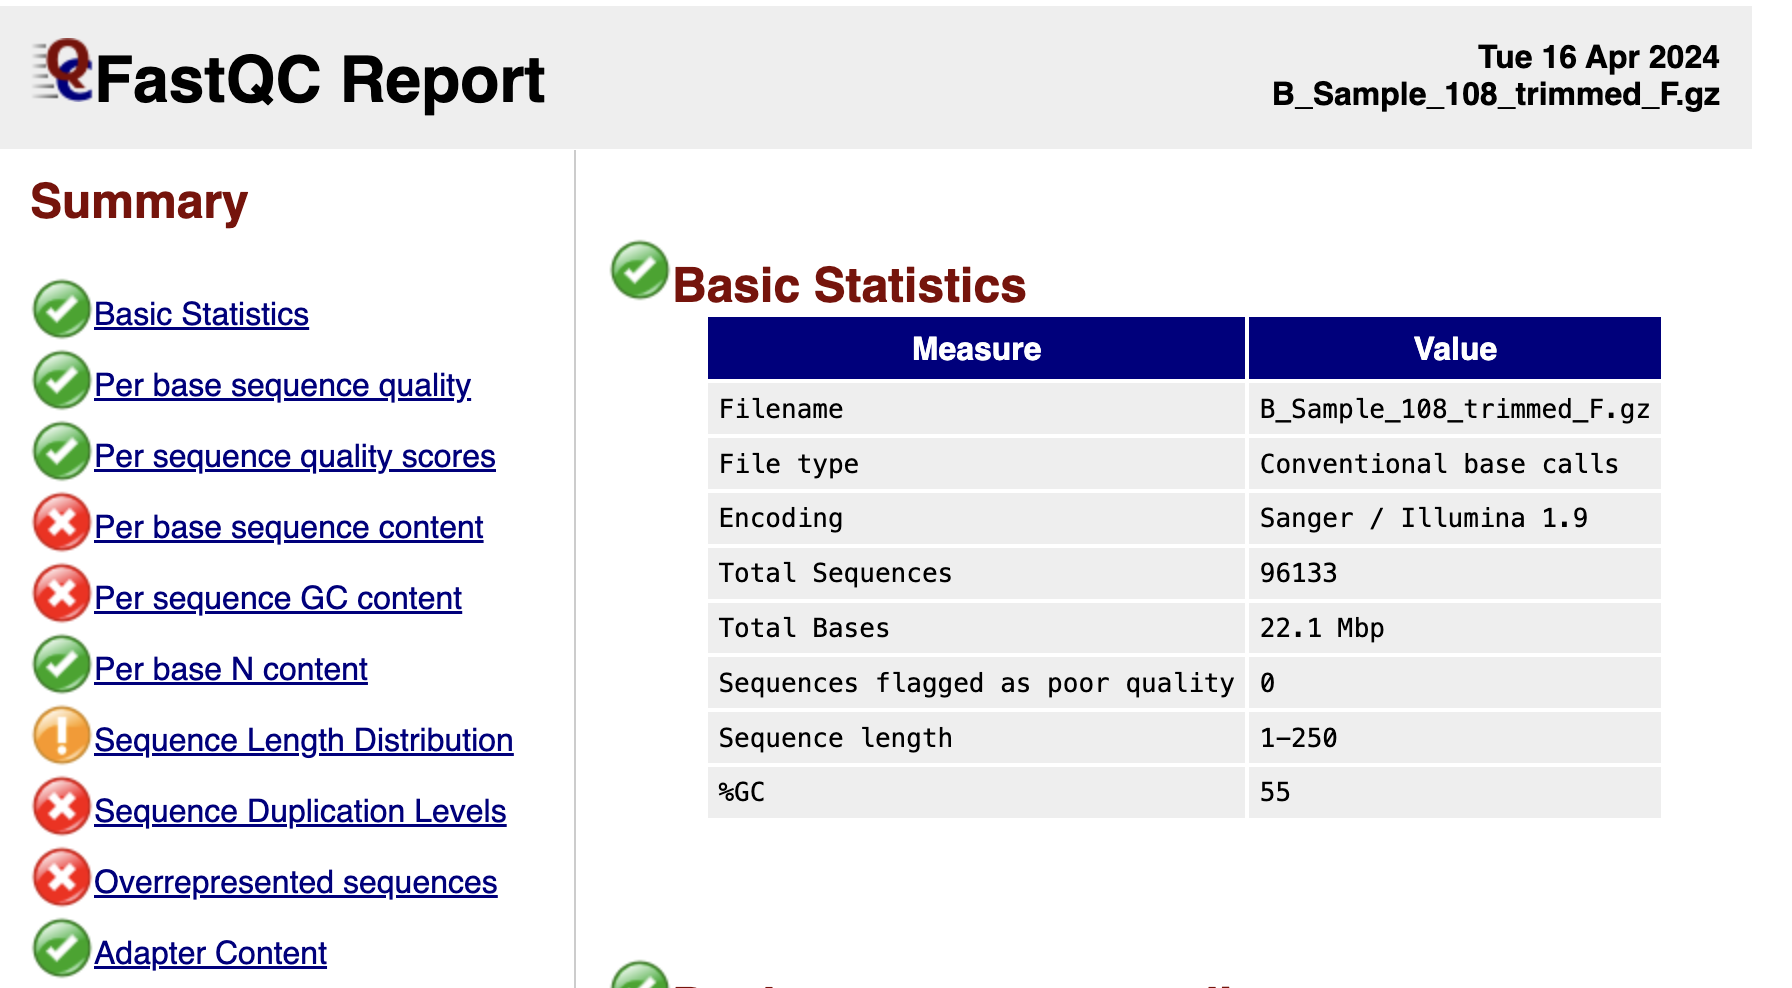 FastQC Report
Tue 16 Apr 2024
B_Sample_108_trimmed_F.gz
Summary
Basic Statistics
Per base sequence quality
Per sequence quality scores
Per base sequence content
Per sequence GC content
Per base N content
Sequence Length Distribution
Sequence Duplication Levels
Overrepresented sequences
Adapter Content
Basic Statistics
Measure Value
Filename B_Sample_108_trimmed_F.gz
File type Conventional base calls
Encoding Sanger / Illumina 1.9
Total Sequences 96133
Total Bases 22.1 Mbp
Sequences flagged as poor quality 0
Sequence length 1-250
%GC 55